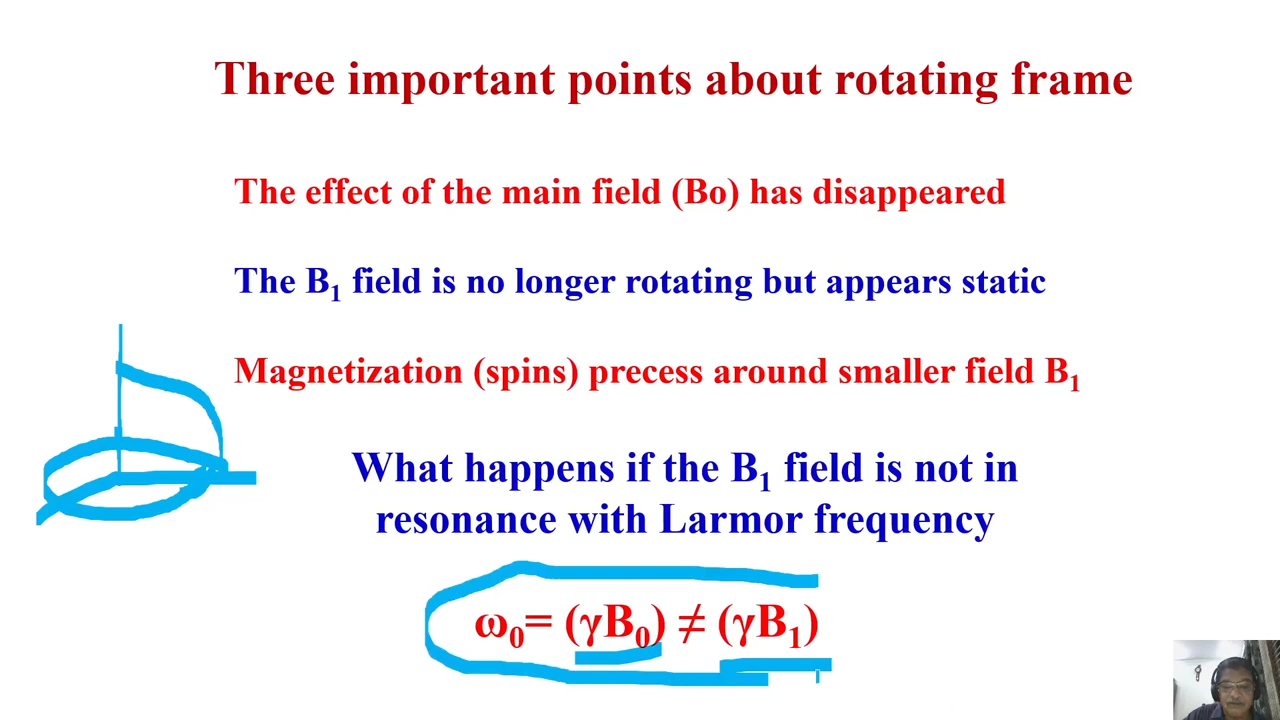 Three important points about rotating frame
The effect of the main field (Bo) has disappeared
The B₁ field is no longer rotating but appears static
Magnetization (spins) precess around smaller field B₁
What happens if the B₁ field is not in
resonance with Larmor frequency
ω₀= (γB₀) ≠ (γB₁)